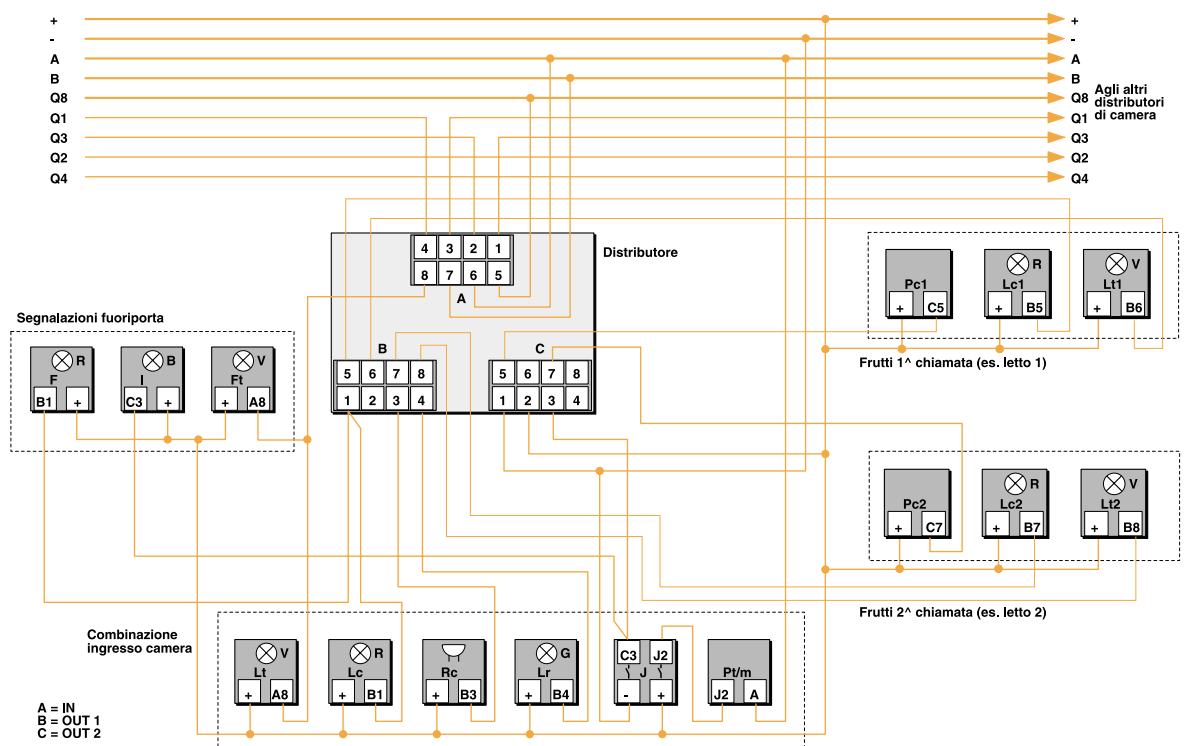 + +
- -
A A
B B
Q8 Q8
Q1 Q1
Q3 Q3
Q2 Q2
Q4 Q4
Agli altri
distributori
di camera
Distributore
4 3 2 1
8 7 6 5
A
B
5 6 7 8
1 2 3 4
C
5 6 7 8
1 2 3 4
Pc1
+ C5
R
Lc1
+ B5
V
Lt1
+ B6
Frutti 1^ chiamata (es. letto 1)
Segnalazioni fuoriporta
R
F
B1 +
B
I
C3 +
V
Ft
+ A8
Pc2
+ C7
R
Lc2
+ B7
V
Lt2
+ B8
Frutti 2^ chiamata (es. letto 2)
Combinazione
ingresso camera
V
Lt
+ A8
R
Lc
+ B1
Rc
+ B3
G
Lr
+ B4
C3 J2
J
- +
Pt/m
J2 A
A = IN
B = OUT 1
C = OUT 2